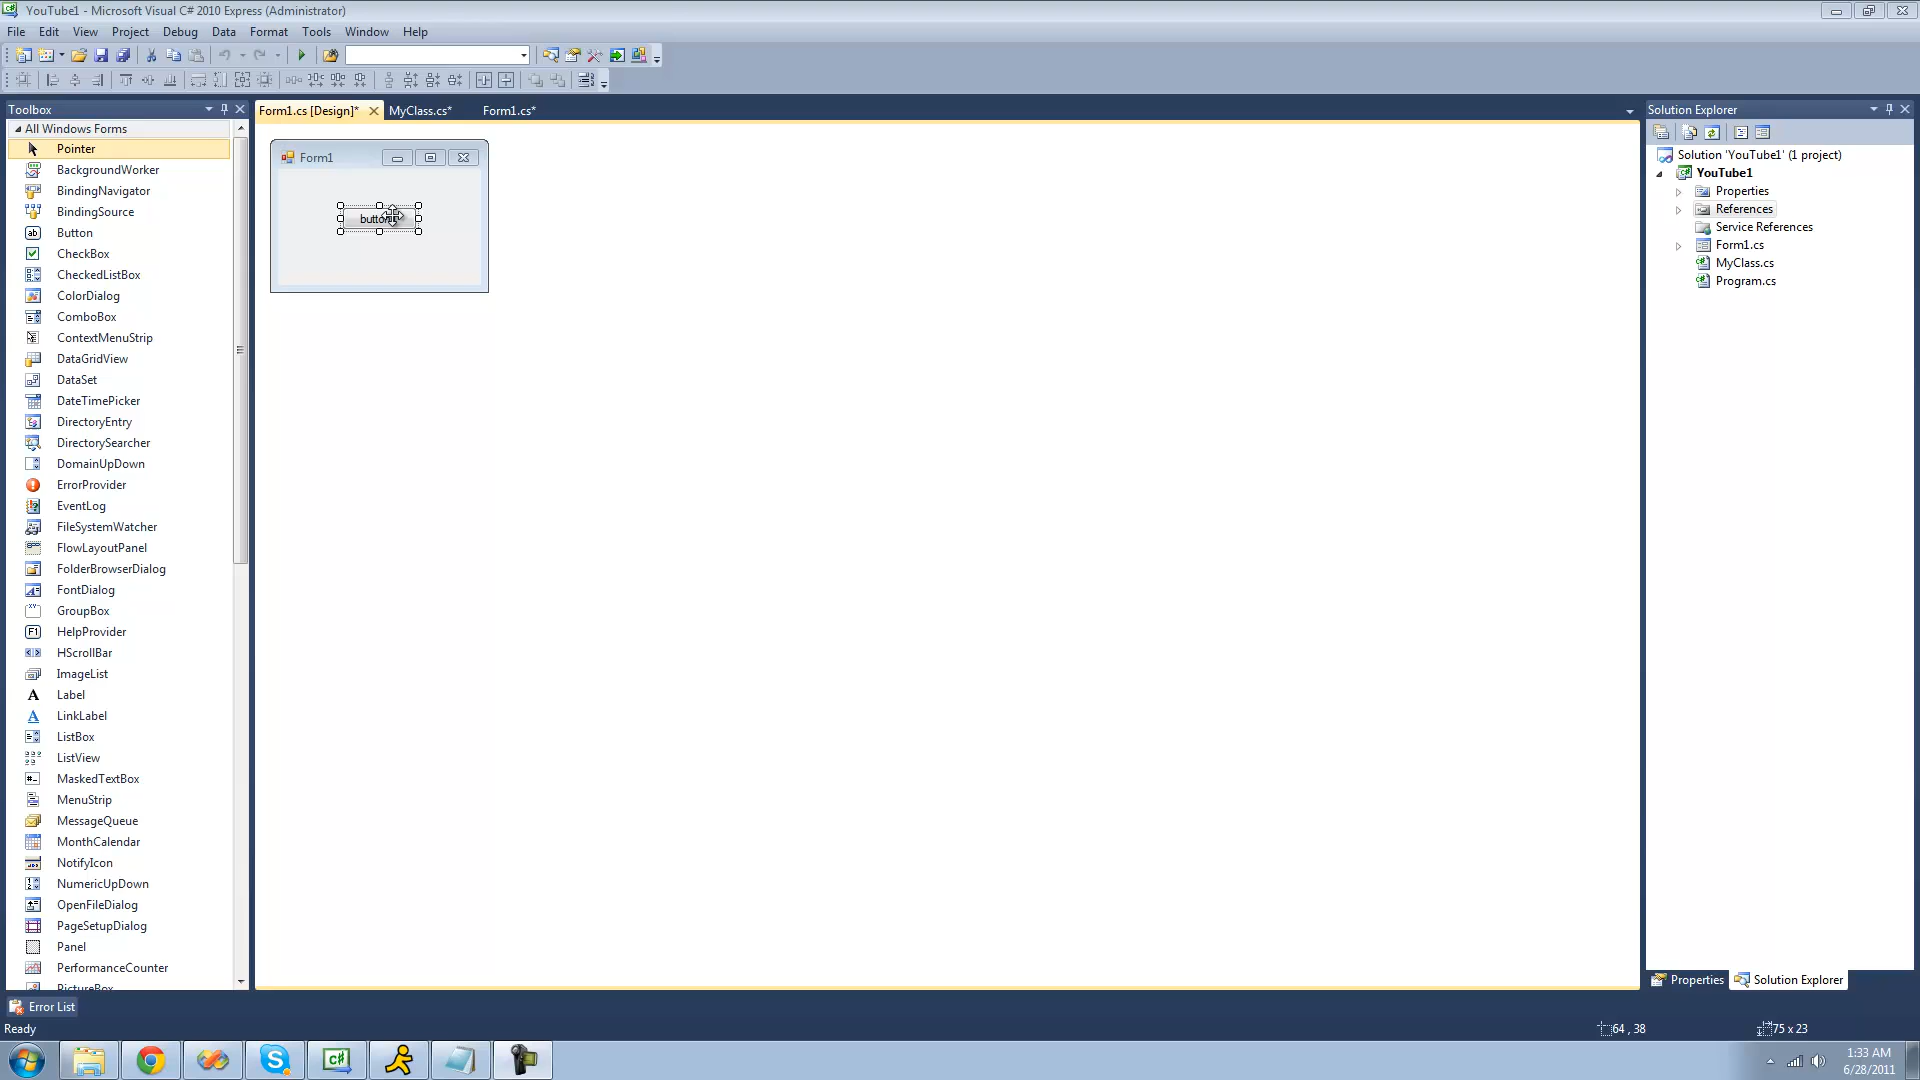 YouTube1 - Microsoft Visual C# 2010 Express (Administrator)
File Edit View Project Debug Data Format Tools Window Help
Toolbox
All Windows Forms
Pointer
BackgroundWorker
BindingNavigator
BindingSource
Button
CheckBox
CheckedListBox
ColorDialog
ComboBox
ContextMenuStrip
DataGridView
DataSet
DateTimePicker
DirectoryEntry
DirectorySearcher
DomainUpDown
ErrorProvider
EventLog
FileSystemWatcher
FlowLayoutPanel
FolderBrowserDialog
FontDialog
GroupBox
HelpProvider
HScrollBar
ImageList
Label
LinkLabel
ListBox
ListView
MaskedTextBox
MenuStrip
MessageQueue
MonthCalendar
NotifyIcon
NumericUpDown
OpenFileDialog
PageSetupDialog
Panel
PerformanceCounter
PictureBox
Form1.cs [Design]* MyClass.cs* Form1.cs*
Form1
Solution Explorer
Solution 'YouTube1' (1 project)
YouTube1
Properties
References
Service References
Form1.cs
MyClass.cs
Program.cs
Properties Solution Explorer
Error List
Ready 64 , 38 75 x 23
1:33 AM
6/28/2011